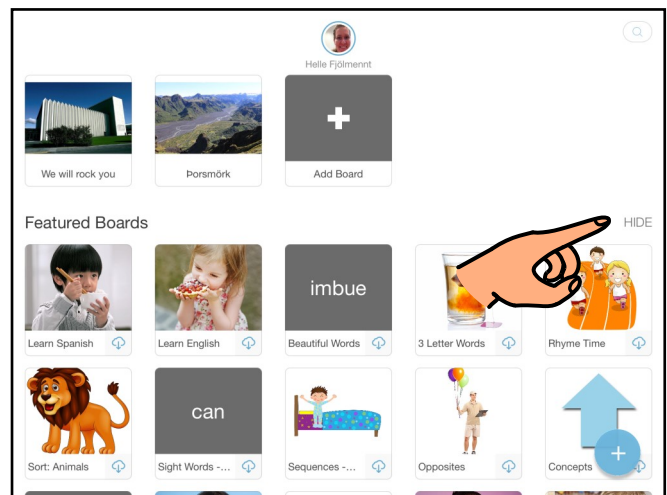 Helle Fjölmennt
We will rock you
Þorsmörk
Add Board
Featured Boards
HIDE
imbue
Learn Spanish
Learn English
Beautiful Words
3 Letter Words
Rhyme Time
can
Sort: Animals
Sight Words -...
Sequences -...
Opposites
Concepts